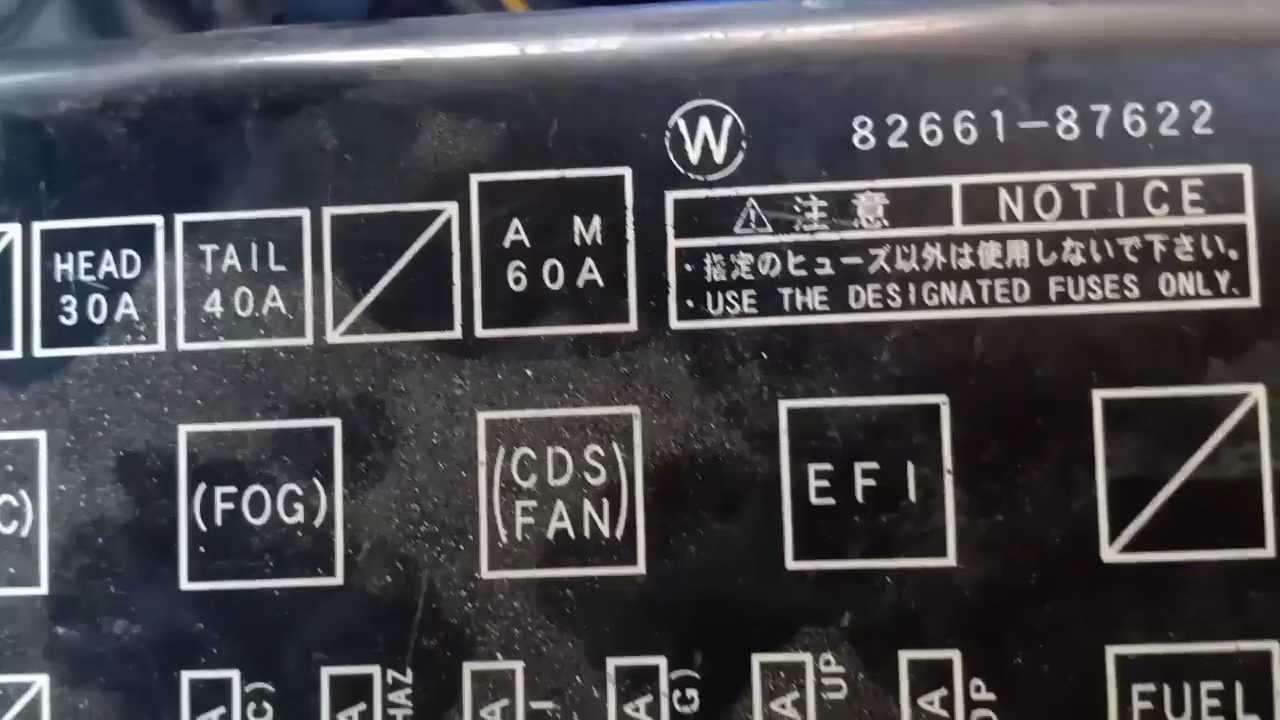 W 82661-87622
HEAD
30A
TAIL
40A
A M
60A
注意 NOTICE
・指定のヒューズ以外は使用しないで下さい。
・USE THE DESIGNATED FUSES ONLY.
C)
(FOG)
(CDS
FAN)
EFI
A
C)
A
HAZ
A
A
G)
A
UP
A
OP
FUEL